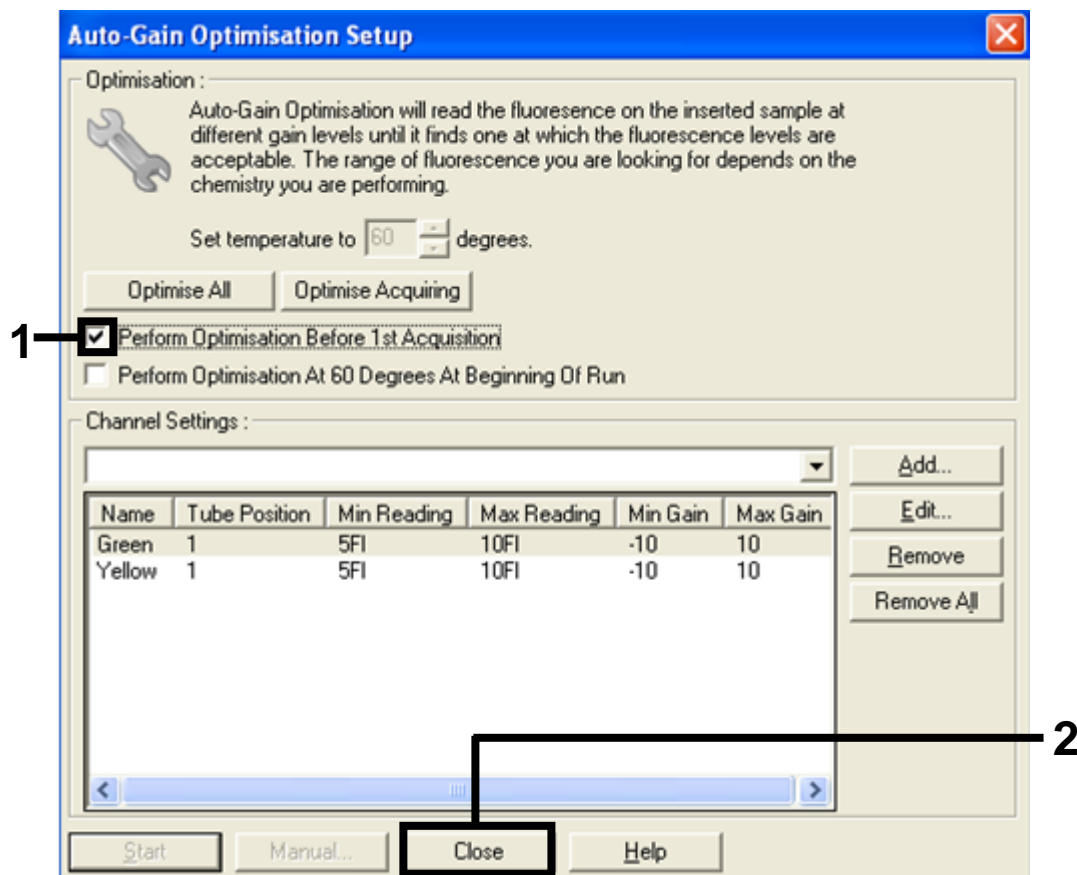 Auto-Gain Optimisation Setup
Optimisation :
Auto-Gain Optimisation will read the fluoresence on the inserted sample at
different gain levels until it finds one at which the fluorescence levels are
acceptable. The range of fluorescence you are looking for depends on the
chemistry you are performing.
Set temperature to 60 degrees.
Optimise All Optimise Acquiring
1 Perform Optimisation Before 1st Acquisition
Perform Optimisation At 60 Degrees At Beginning Of Run
Channel Settings :
Add...
Name Tube Position Min Reading Max Reading Min Gain Max Gain Edit...
Green 1 5Fl 10Fl -10 10
Yellow 1 5Fl 10Fl -10 10
Remove
Remove All
2
Start Manual... Close Help